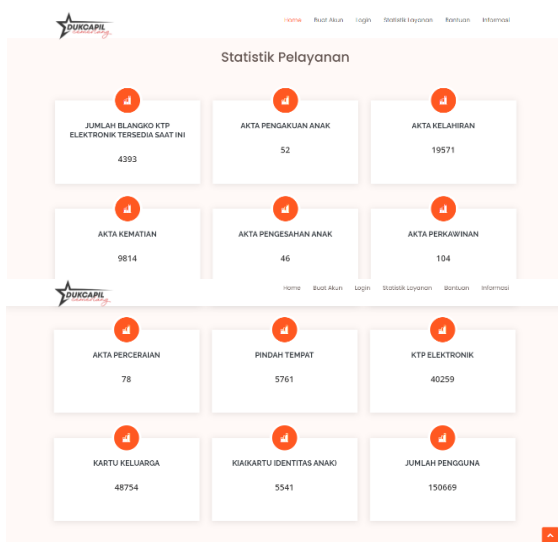 DUKCAPIL
Home Buat Akun Login Statistik Layanan Bantuan Informasi
Statistik Pelayanan
JUMLAH BLANGKO KTP
ELEKTRONIK TERSEDIA SAAT INI
4393
AKTA PENGAKUAN ANAK
52
AKTA KELAHIRAN
19571
AKTA KEMATIAN
9814
AKTA PENGESAHAN ANAK
46
AKTA PERKAWINAN
104
DUKCAPIL
Home Buat Akun Login Statistik Layanan Bantuan Informasi
AKTA PERCERAIAN
78
PINDAH TEMPAT
5761
KTP ELEKTRONIK
40259
KARTU KELUARGA
48754
KIA(KARTU IDENTITAS ANAK)
5541
JUMLAH PENGGUNA
150669